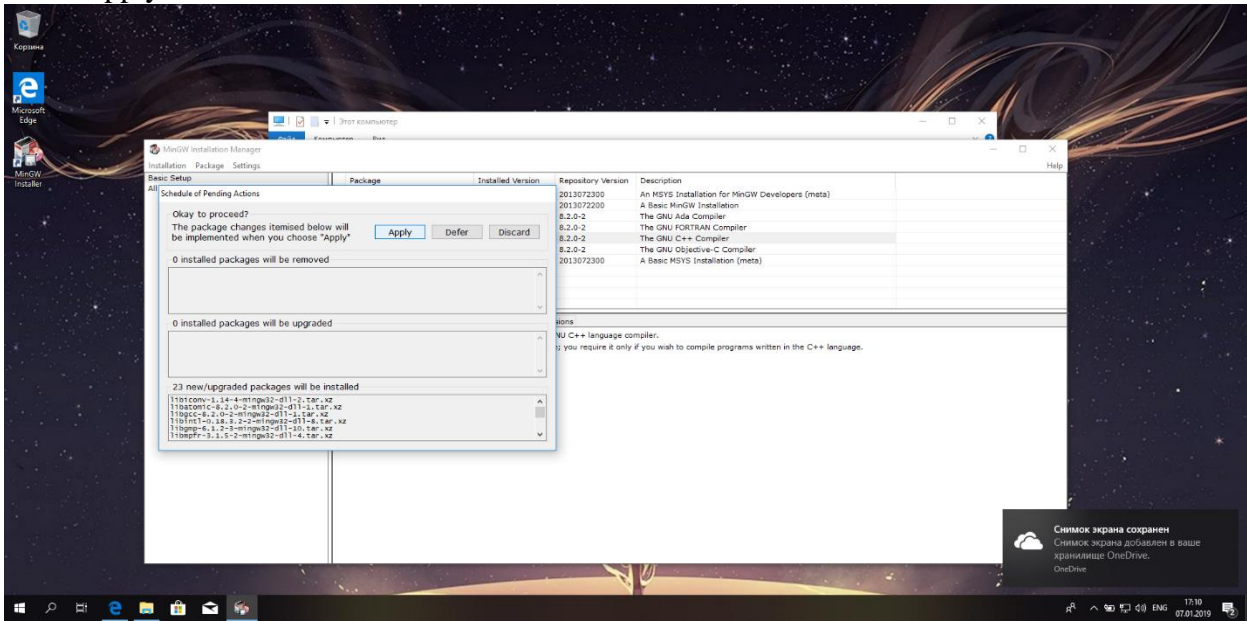 Корзина
Microsoft
Edge
MinGW
Installer
Этот компьютер
MinGW Installation Manager
Installation Package Settings Help
Basic Setup
Package Installed Version Repository Version Description
2013072300 An MSYS Installation for MinGW Developers (meta)
2013072200 A Basic MinGW Installation
8.2.0-2 The GNU Ada Compiler
8.2.0-2 The GNU FORTRAN Compiler
8.2.0-2 The GNU C++ Compiler
8.2.0-2 The GNU Objective-C Compiler
2013072300 A Basic MSYS Installation (meta)
NU C++ language compiler.
; you require it only if you wish to compile programs written in the C++ language.
Schedule of Pending Actions
Okay to proceed?
The package changes itemised below will
be implemented when you choose "Apply"
Apply Defer Discard
0 installed packages will be removed
0 installed packages will be upgraded
23 new/upgraded packages will be installed
libiconv-1.14-4-mingw32-dll-2.tar.xz
libatomic-8.2.0-2-mingw32-dll-1.tar.xz
libgcc-8.2.0-2-mingw32-dll-1.tar.xz
libintl-0.18.3.2-2-mingw32-dll-8.tar.xz
libgmp-6.1.2-3-mingw32-dll-10.tar.xz
libmpfr-3.1.5-2-mingw32-dll-4.tar.xz
Снимок экрана сохранен
Снимок экрана добавлен в ваше
хранилище OneDrive.
OneDrive
ENG
17:10
07.01.2019